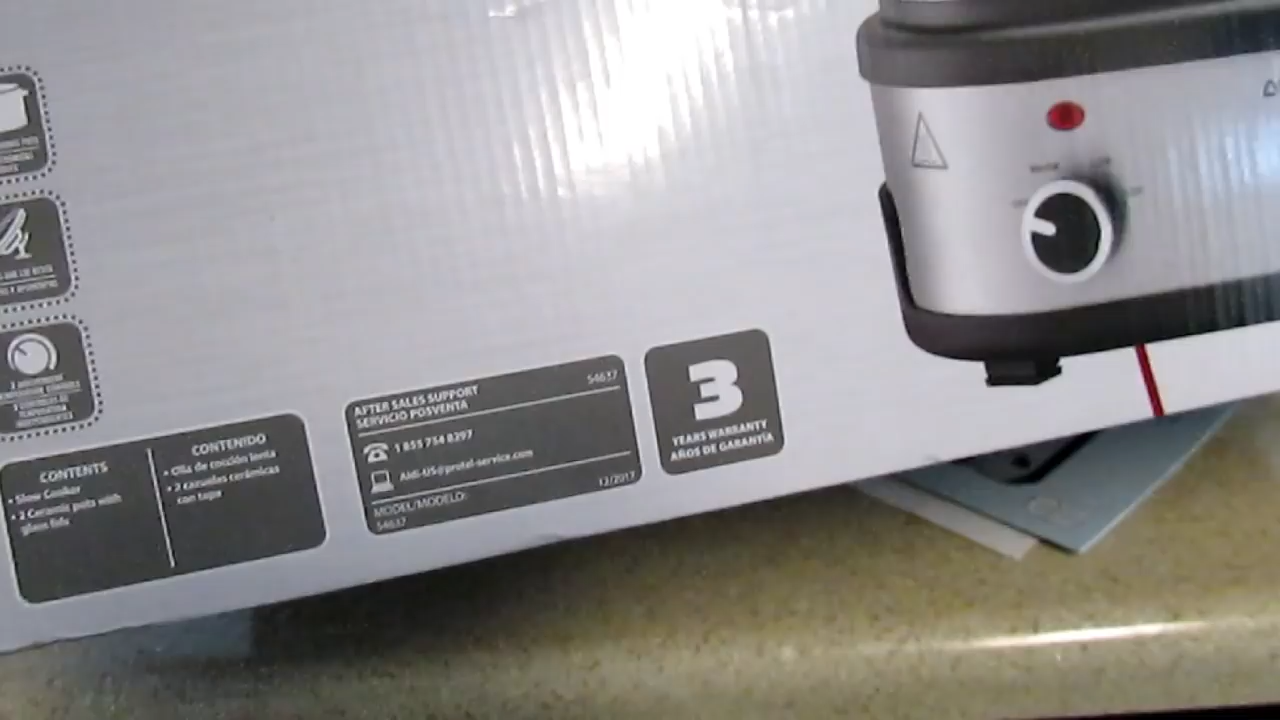 CONTENTS
• Slow Cooker
• 2 Ceramic pots with
glass lids
CONTENIDO
• Olla de cocción lenta
• 2 cazuelas cerámicas
con tapa
AFTER SALES SUPPORT
SERVICIO POSVENTA
54637
1 855 754 8297
Aldi-US@protel-service.com
MODEL/MODELO:
54637
12/2017
3
YEARS WARRANTY
AÑOS DE GARANTÍA